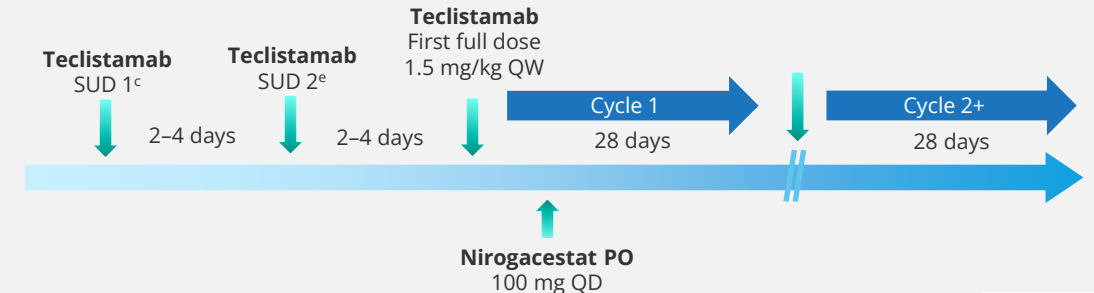 Teclistamab
SUD 1ᶜ
2–4 days
Teclistamab
SUD 2ᵉ
2–4 days
Teclistamab
First full dose
1.5 mg/kg QW
Cycle 1
28 days
Cycle 2+
28 days
Nirogacestat PO
100 mg QD